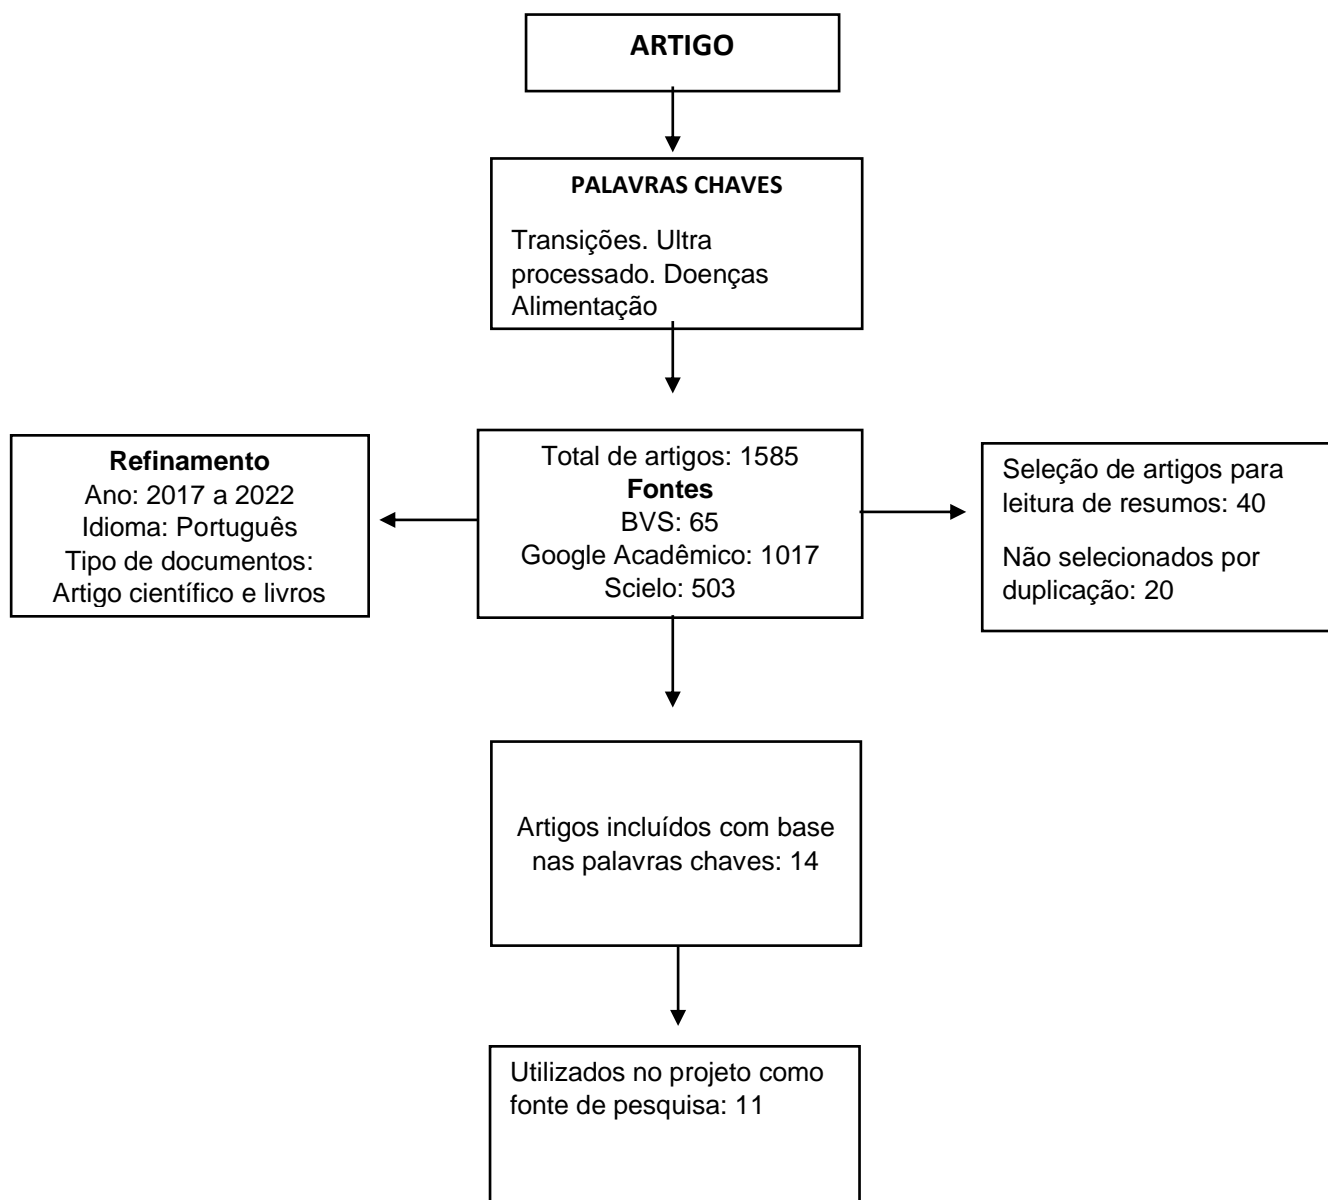 ARTIGO
PALAVRAS CHAVES
Transições. Ultra
processado. Doenças
Alimentação
Refinamento
Ano: 2017 a 2022
Idioma: Português
Tipo de documentos:
Artigo científico e livros
Total de artigos: 1585
Fontes
BVS: 65
Google Acadêmico: 1017
Scielo: 503
Seleção de artigos para
leitura de resumos: 40
Não selecionados por
duplicação: 20
Artigos incluídos com base
nas palavras chaves: 14
Utilizados no projeto como
fonte de pesquisa: 11